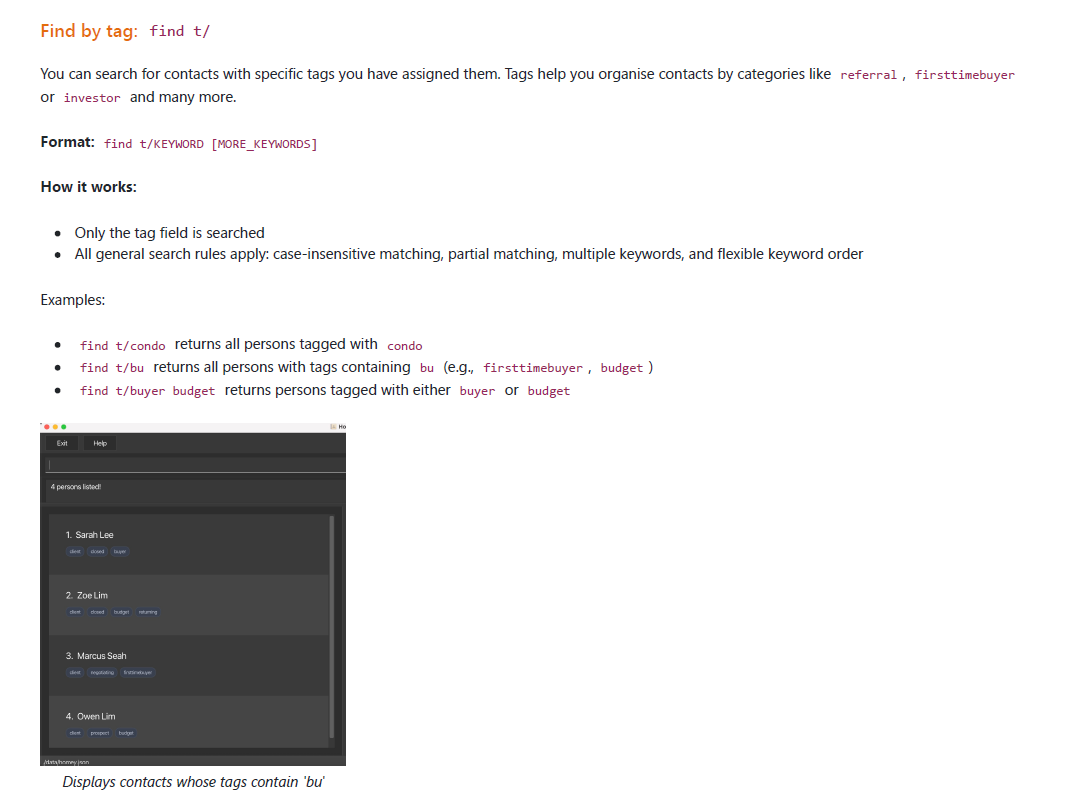 Find by tag: find t/
You can search for contacts with specific tags you have assigned them. Tags help you organise contacts by categories like referral , firsttimebuyer
or investor and many more.
Format: find t/KEYWORD [MORE_KEYWORDS]
How it works:
Only the tag field is searched
All general search rules apply: case-insensitive matching, partial matching, multiple keywords, and flexible keyword order
Examples:
find t/condo returns all persons tagged with condo
find t/bu returns all persons with tags containing bu (e.g., firsttimebuyer , budget )
find t/buyer budget returns persons tagged with either buyer or budget
Ho
Exit Help
4 persons listed!
1. Sarah Lee
client closed buyer
2. Zoe Lim
client closed budget returning
3. Marcus Seah
client negotiating firsttimebuyer
4. Owen Lim
client prospect budget
/data/homey.json
Displays contacts whose tags contain 'bu'